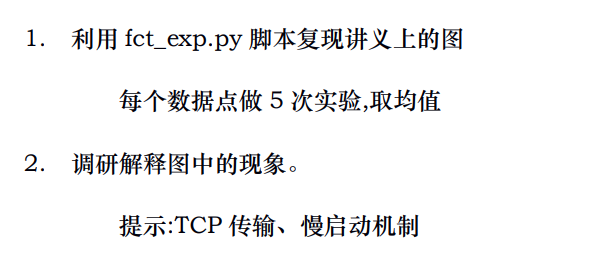 1. 利用 fct_exp.py 脚本复现讲义上的图
每个数据点做 5 次实验,取均值
2. 调研解释图中的现象。
提示:TCP 传输、慢启动机制